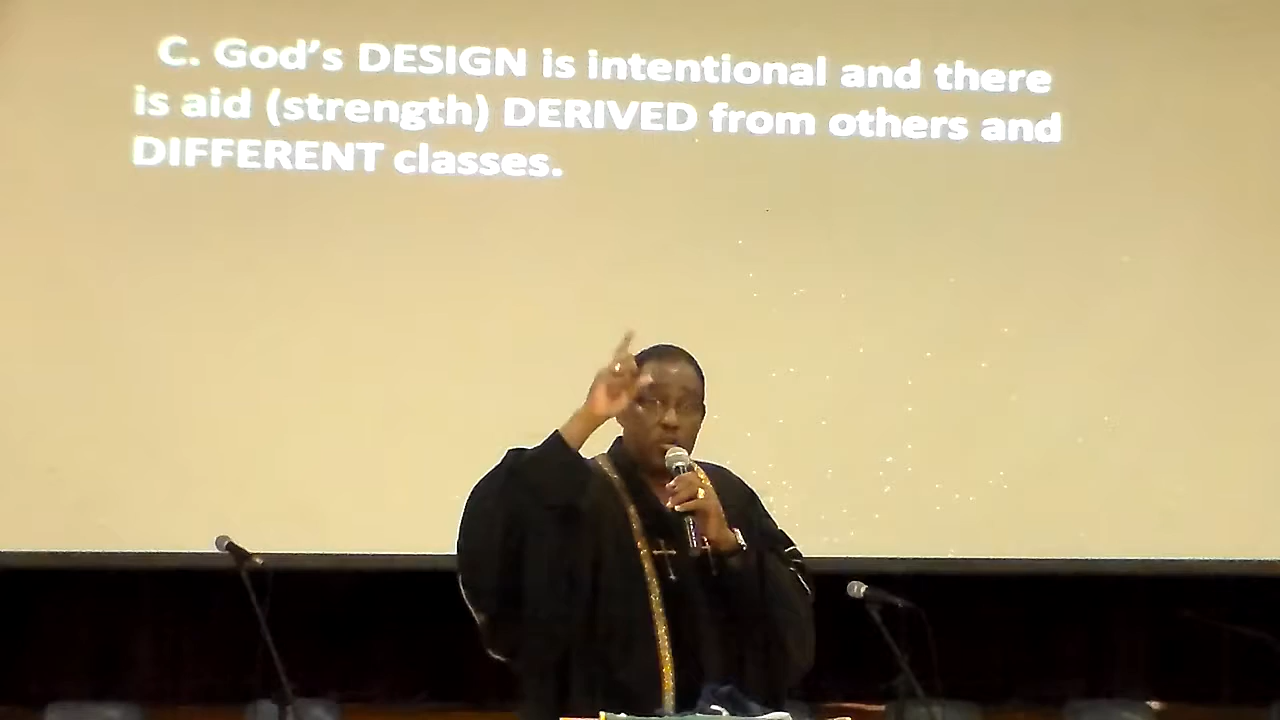 C. God’s DESIGN is intentional and there
is aid (strength) DERIVED from others and
DIFFERENT classes.